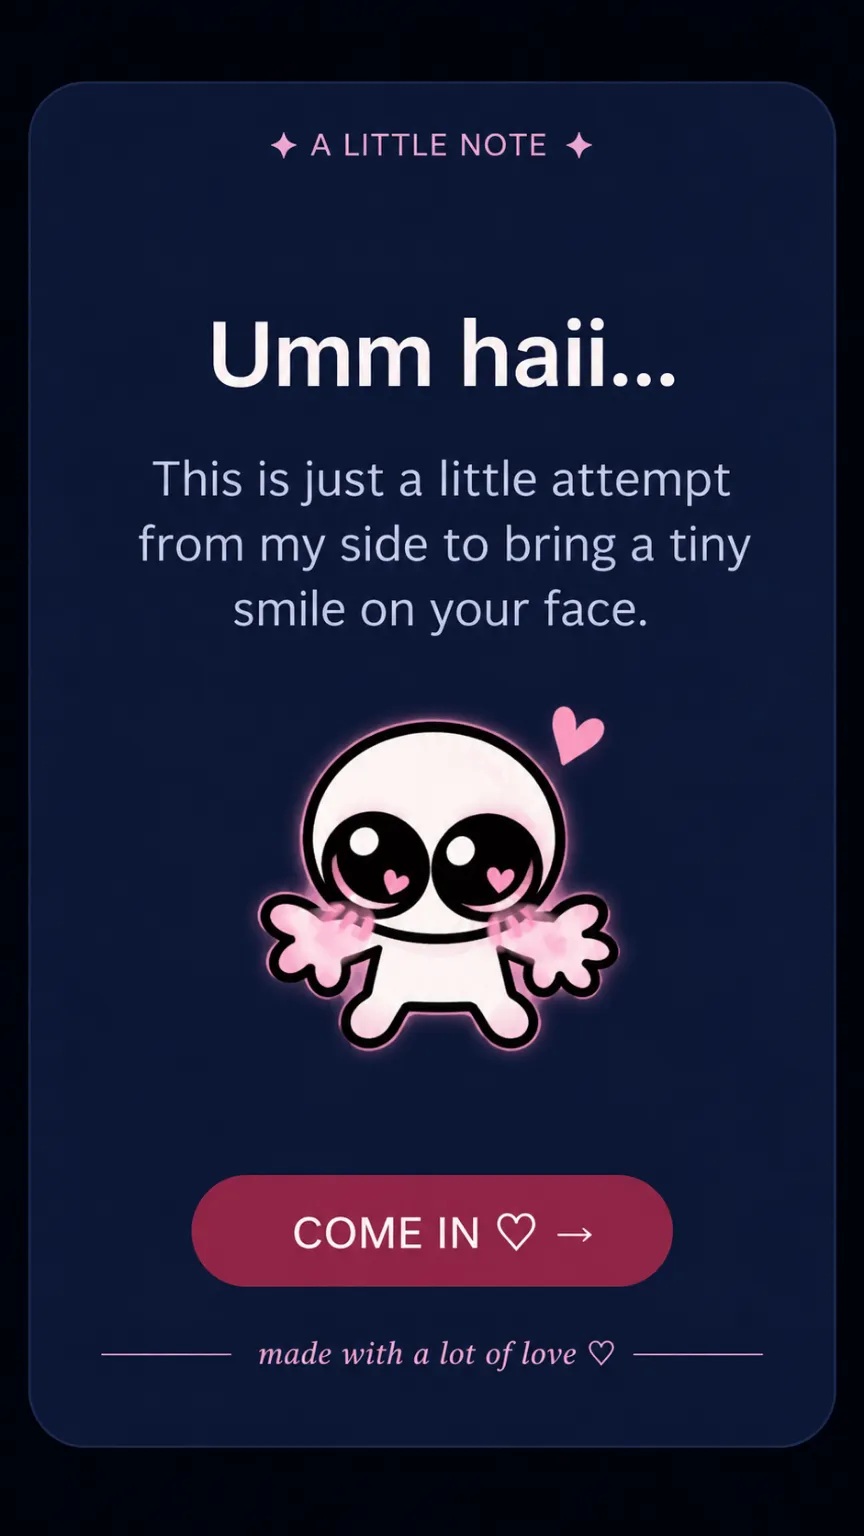 ✦ A LITTLE NOTE ✦
Umm haii...
This is just a little attempt
from my side to bring a tiny
smile on your face.
COME IN ♡ →
made with a lot of love ♡